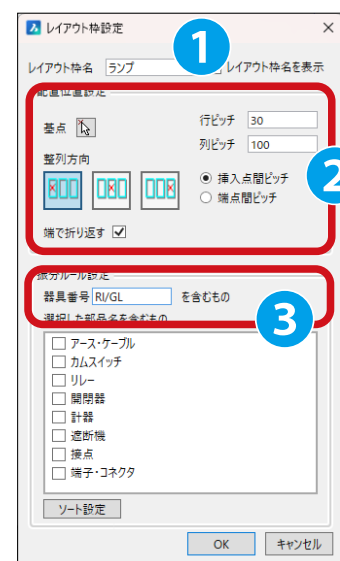 レイアウト枠設定
1
レイアウト枠名 ランプ レイアウト枠名を表示
配置位置設定
基点
行ピッチ 30
列ピッチ 100
整列方向
2
挿入点間ピッチ
端点間ピッチ
端で折り返す
振分ルール設定
器具番号 RI/GL を含むもの
3
選択した部品名を含むもの
アース・ケーブル
カムスイッチ
リレー
開閉器
計器
遮断機
接点
端子・コネクタ
ソート設定
OK キャンセル